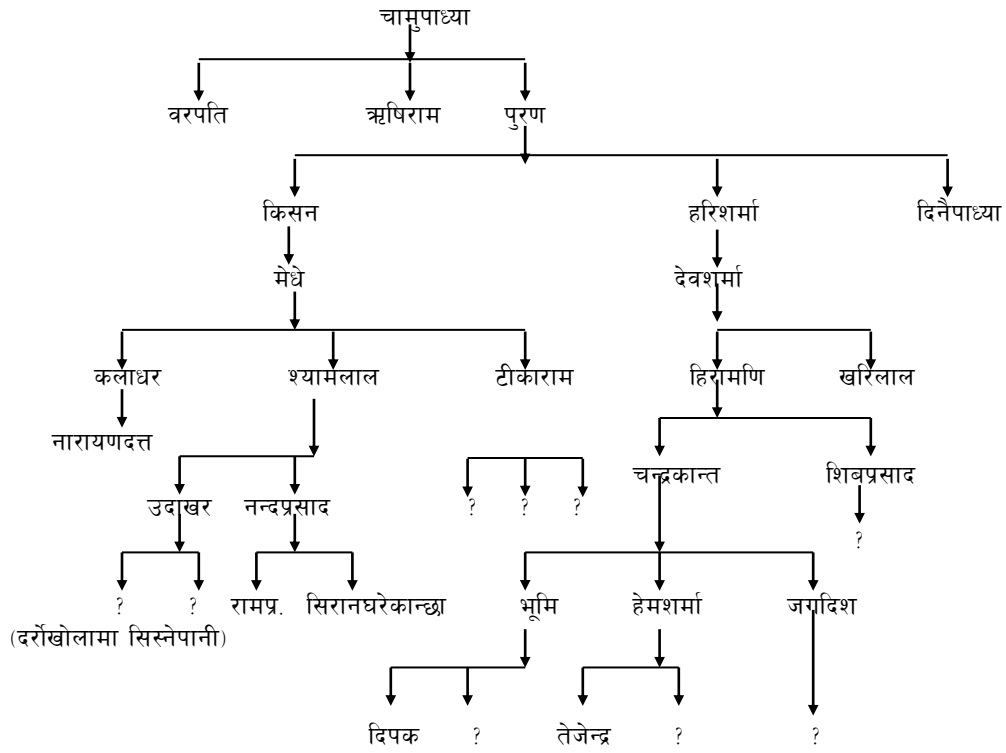 चामुपाध्या
वरपति ऋषिराम पुरण
किसन हरिशर्मा दिनैपाध्या
मेधे देवशर्मा
कलाधर श्यामलाल टीकाराम हिरामणि खरिलाल
नारायणदत्त
चन्द्रकान्त शिबप्रसाद
उदाखर नन्दप्रसाद ? ? ?
?
? ? रामप्र. सिरानघरेकान्छा भूमि हेमशर्मा जगदिश
(दर्रोखोलामा सिस्नेपानी)
दिपक ? तेजेन्द्र ? ?